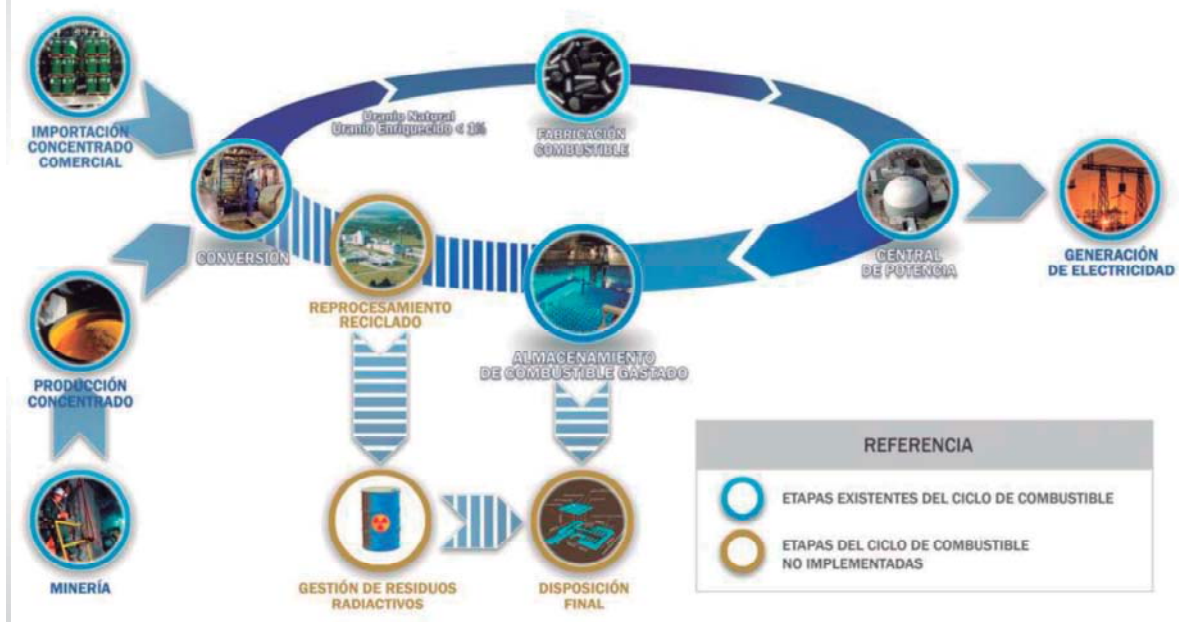 IMPORTACIÓN
CONCENTRADO
COMERCIAL
Uranio Natural
Uranio Enriquecido < 1%
FABRICACIÓN
COMBUSTIBLE
CONVERSIÓN
CENTRAL
DE POTENCIA
GENERACIÓN
DE ELECTRICIDAD
REPROCESAMIENTO
RECICLADO
ALMACENAMIENTO
DE COMBUSTIBLE GASTADO
PRODUCCIÓN
CONCENTRADO
MINERÍA
GESTIÓN DE RESIDUOS
RADIACTIVOS
DISPOSICIÓN
FINAL
REFERENCIA
ETAPAS EXISTENTES DEL CICLO DE COMBUSTIBLE
ETAPAS DEL CICLO DE COMBUSTIBLE
NO IMPLEMENTADAS